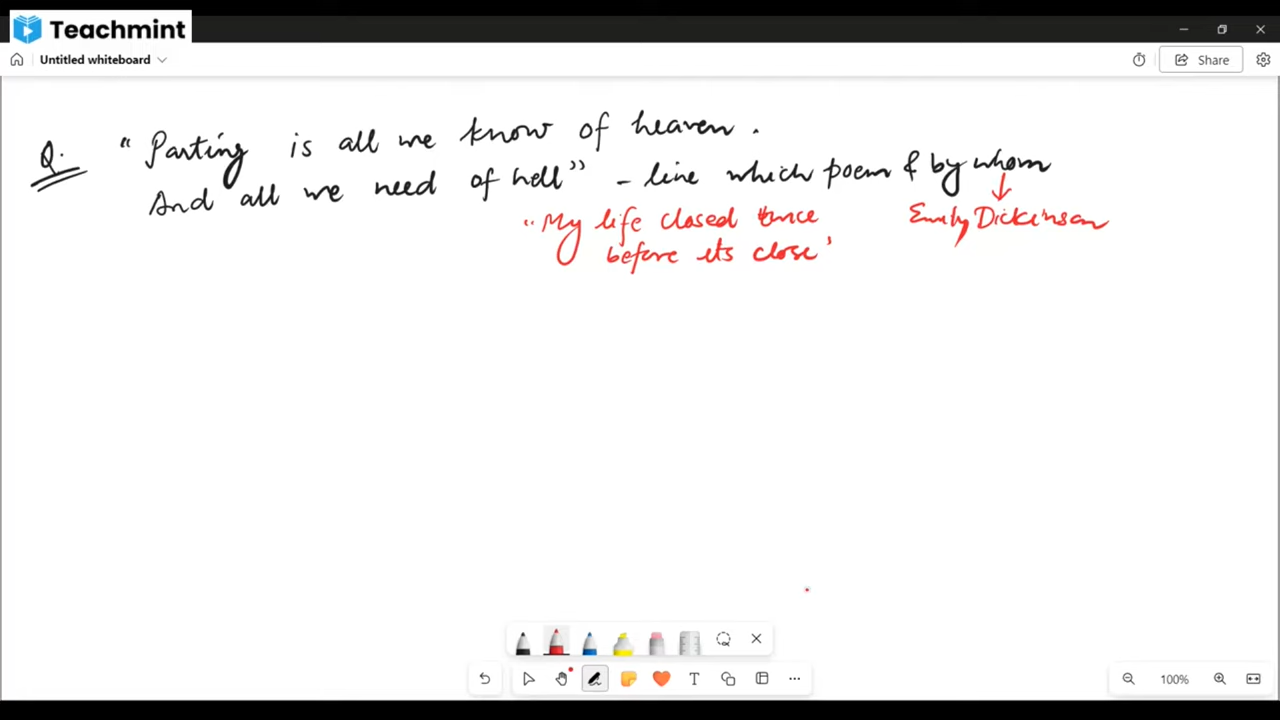 Teachmint
Untitled whiteboard
Share
Q. "Parting is all we know of heaven.
And all we need of hell" - line which poem & by whom
"My life closed twice
before its close'
Emily Dickinson
100%